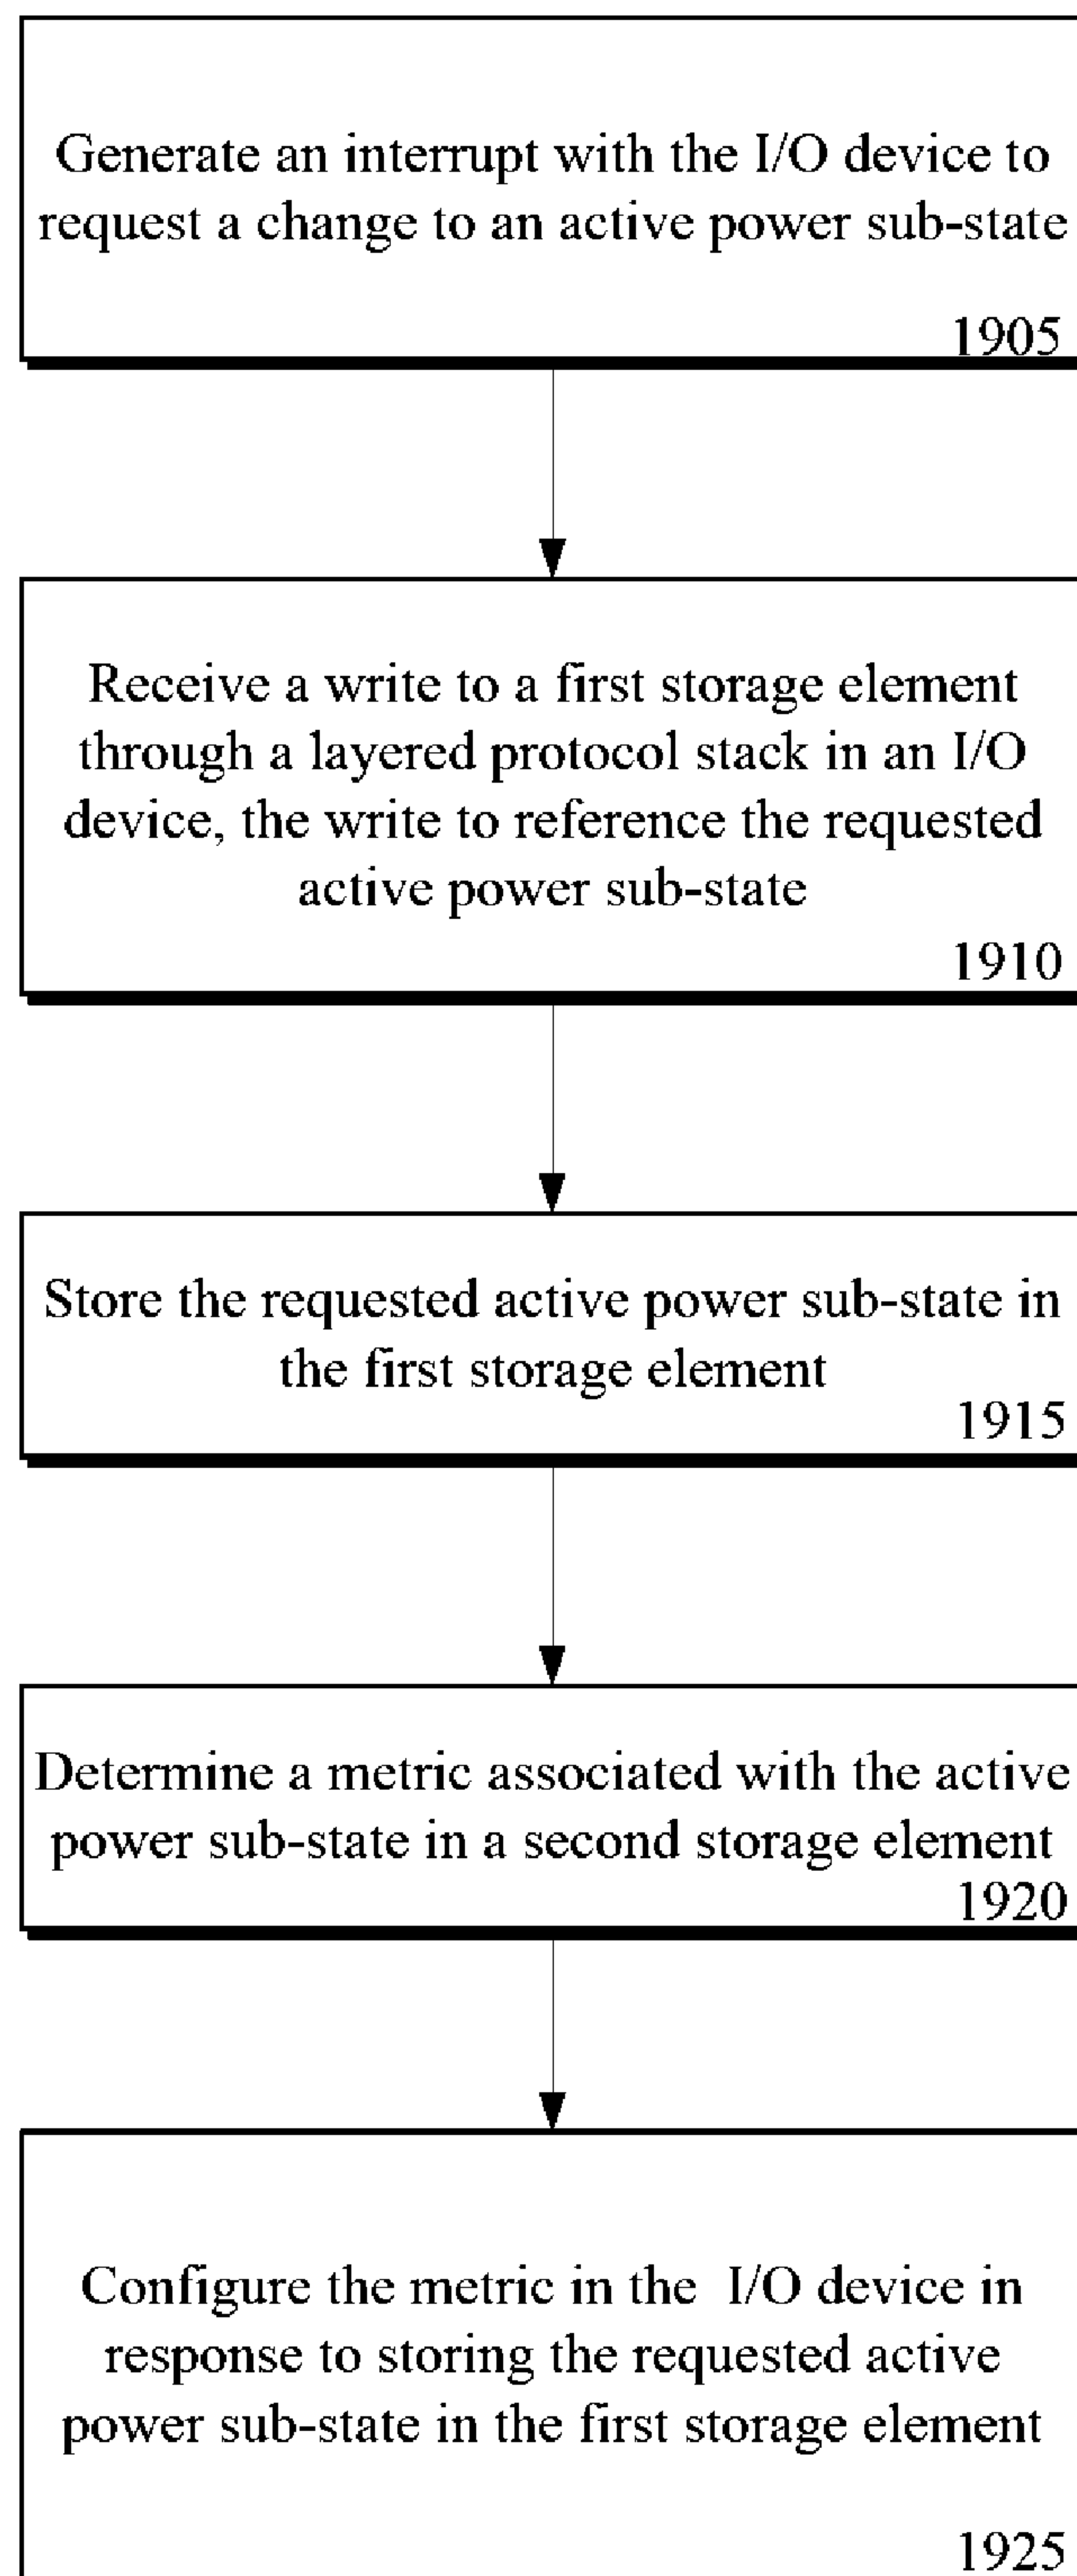 Generate an interrupt with the I/O device to
request a change to an active power sub-state
1905
Receive a write to a first storage element
through a layered protocol stack in an I/O
device, the write to reference the requested
active power sub-state
1910
Store the requested active power sub-state in
the first storage element
1915
Determine a metric associated with the active
power sub-state in a second storage element
1920
Configure the metric in the I/O device in
response to storing the requested active
power sub-state in the first storage element
1925